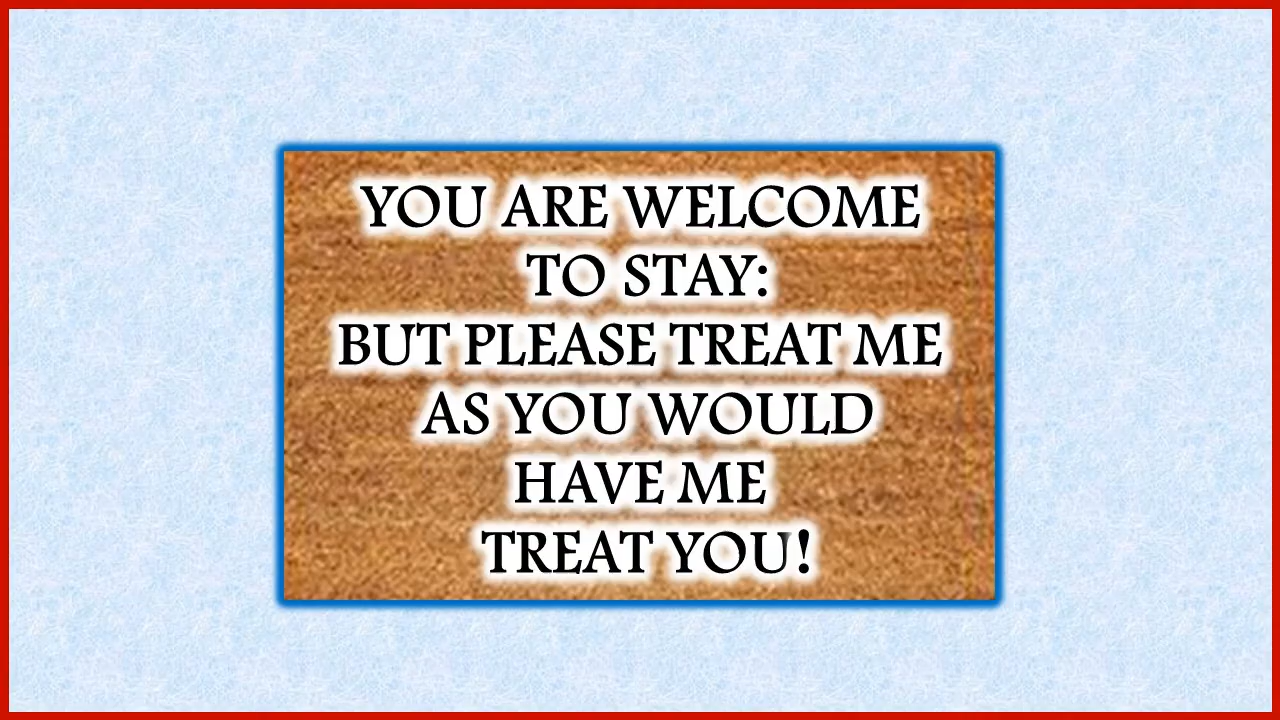 YOU ARE WELCOME
TO STAY:
BUT PLEASE TREAT ME
AS YOU WOULD
HAVE ME
TREAT YOU!